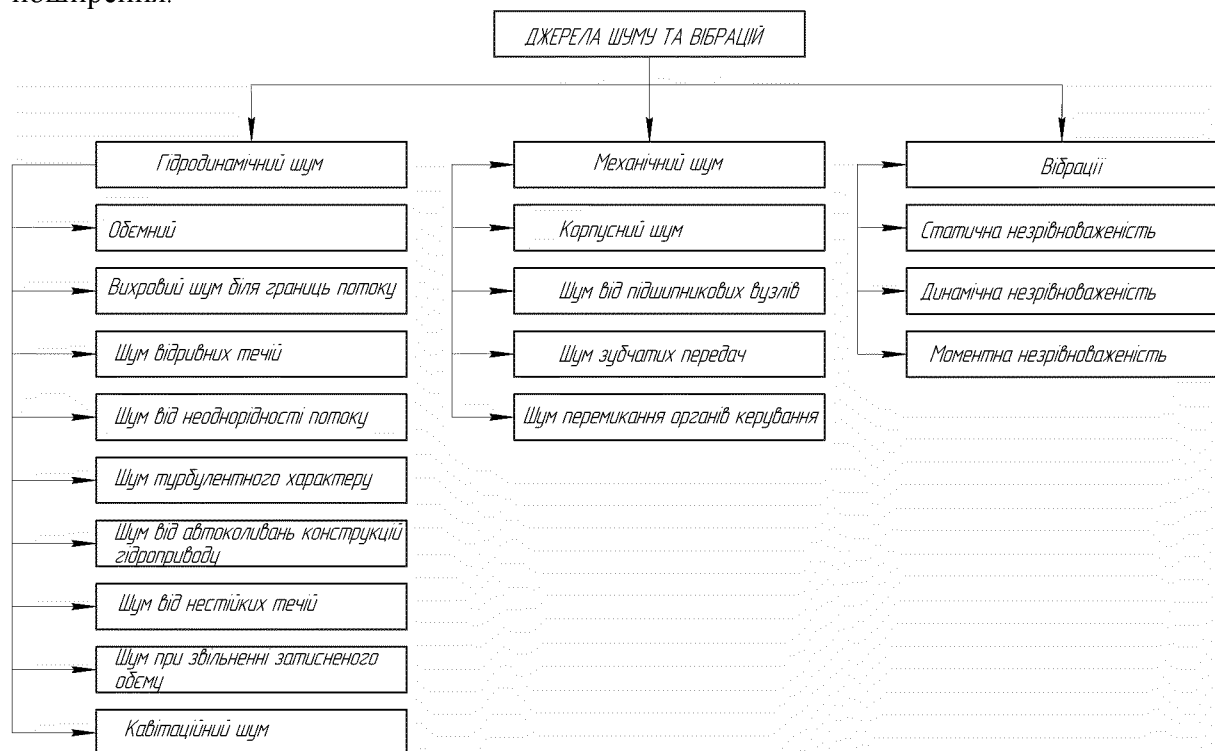 поширення.
ДЖЕРЕЛА ШУМУ ТА ВІБРАЦІЙ
Гідродинамічний шум
Обємний
Вихровий шум біля границь потоку
Шум відривних течій
Шум від неоднорідності потоку
Шум турбулентного характеру
Шум від автоколивань конструкцій
гідроприводу
Шум від нестійких течій
Шум при звільненні затисненого
обєму
Кавітаційний шум
Механічний шум
Корпусний шум
Шум від підшипникових вузлів
Шум зубчатих передач
Шум перемикання органів керування
Вібрації
Статична незрівноваженість
Динамічна незрівноваженість
Моментна незрівноваженість